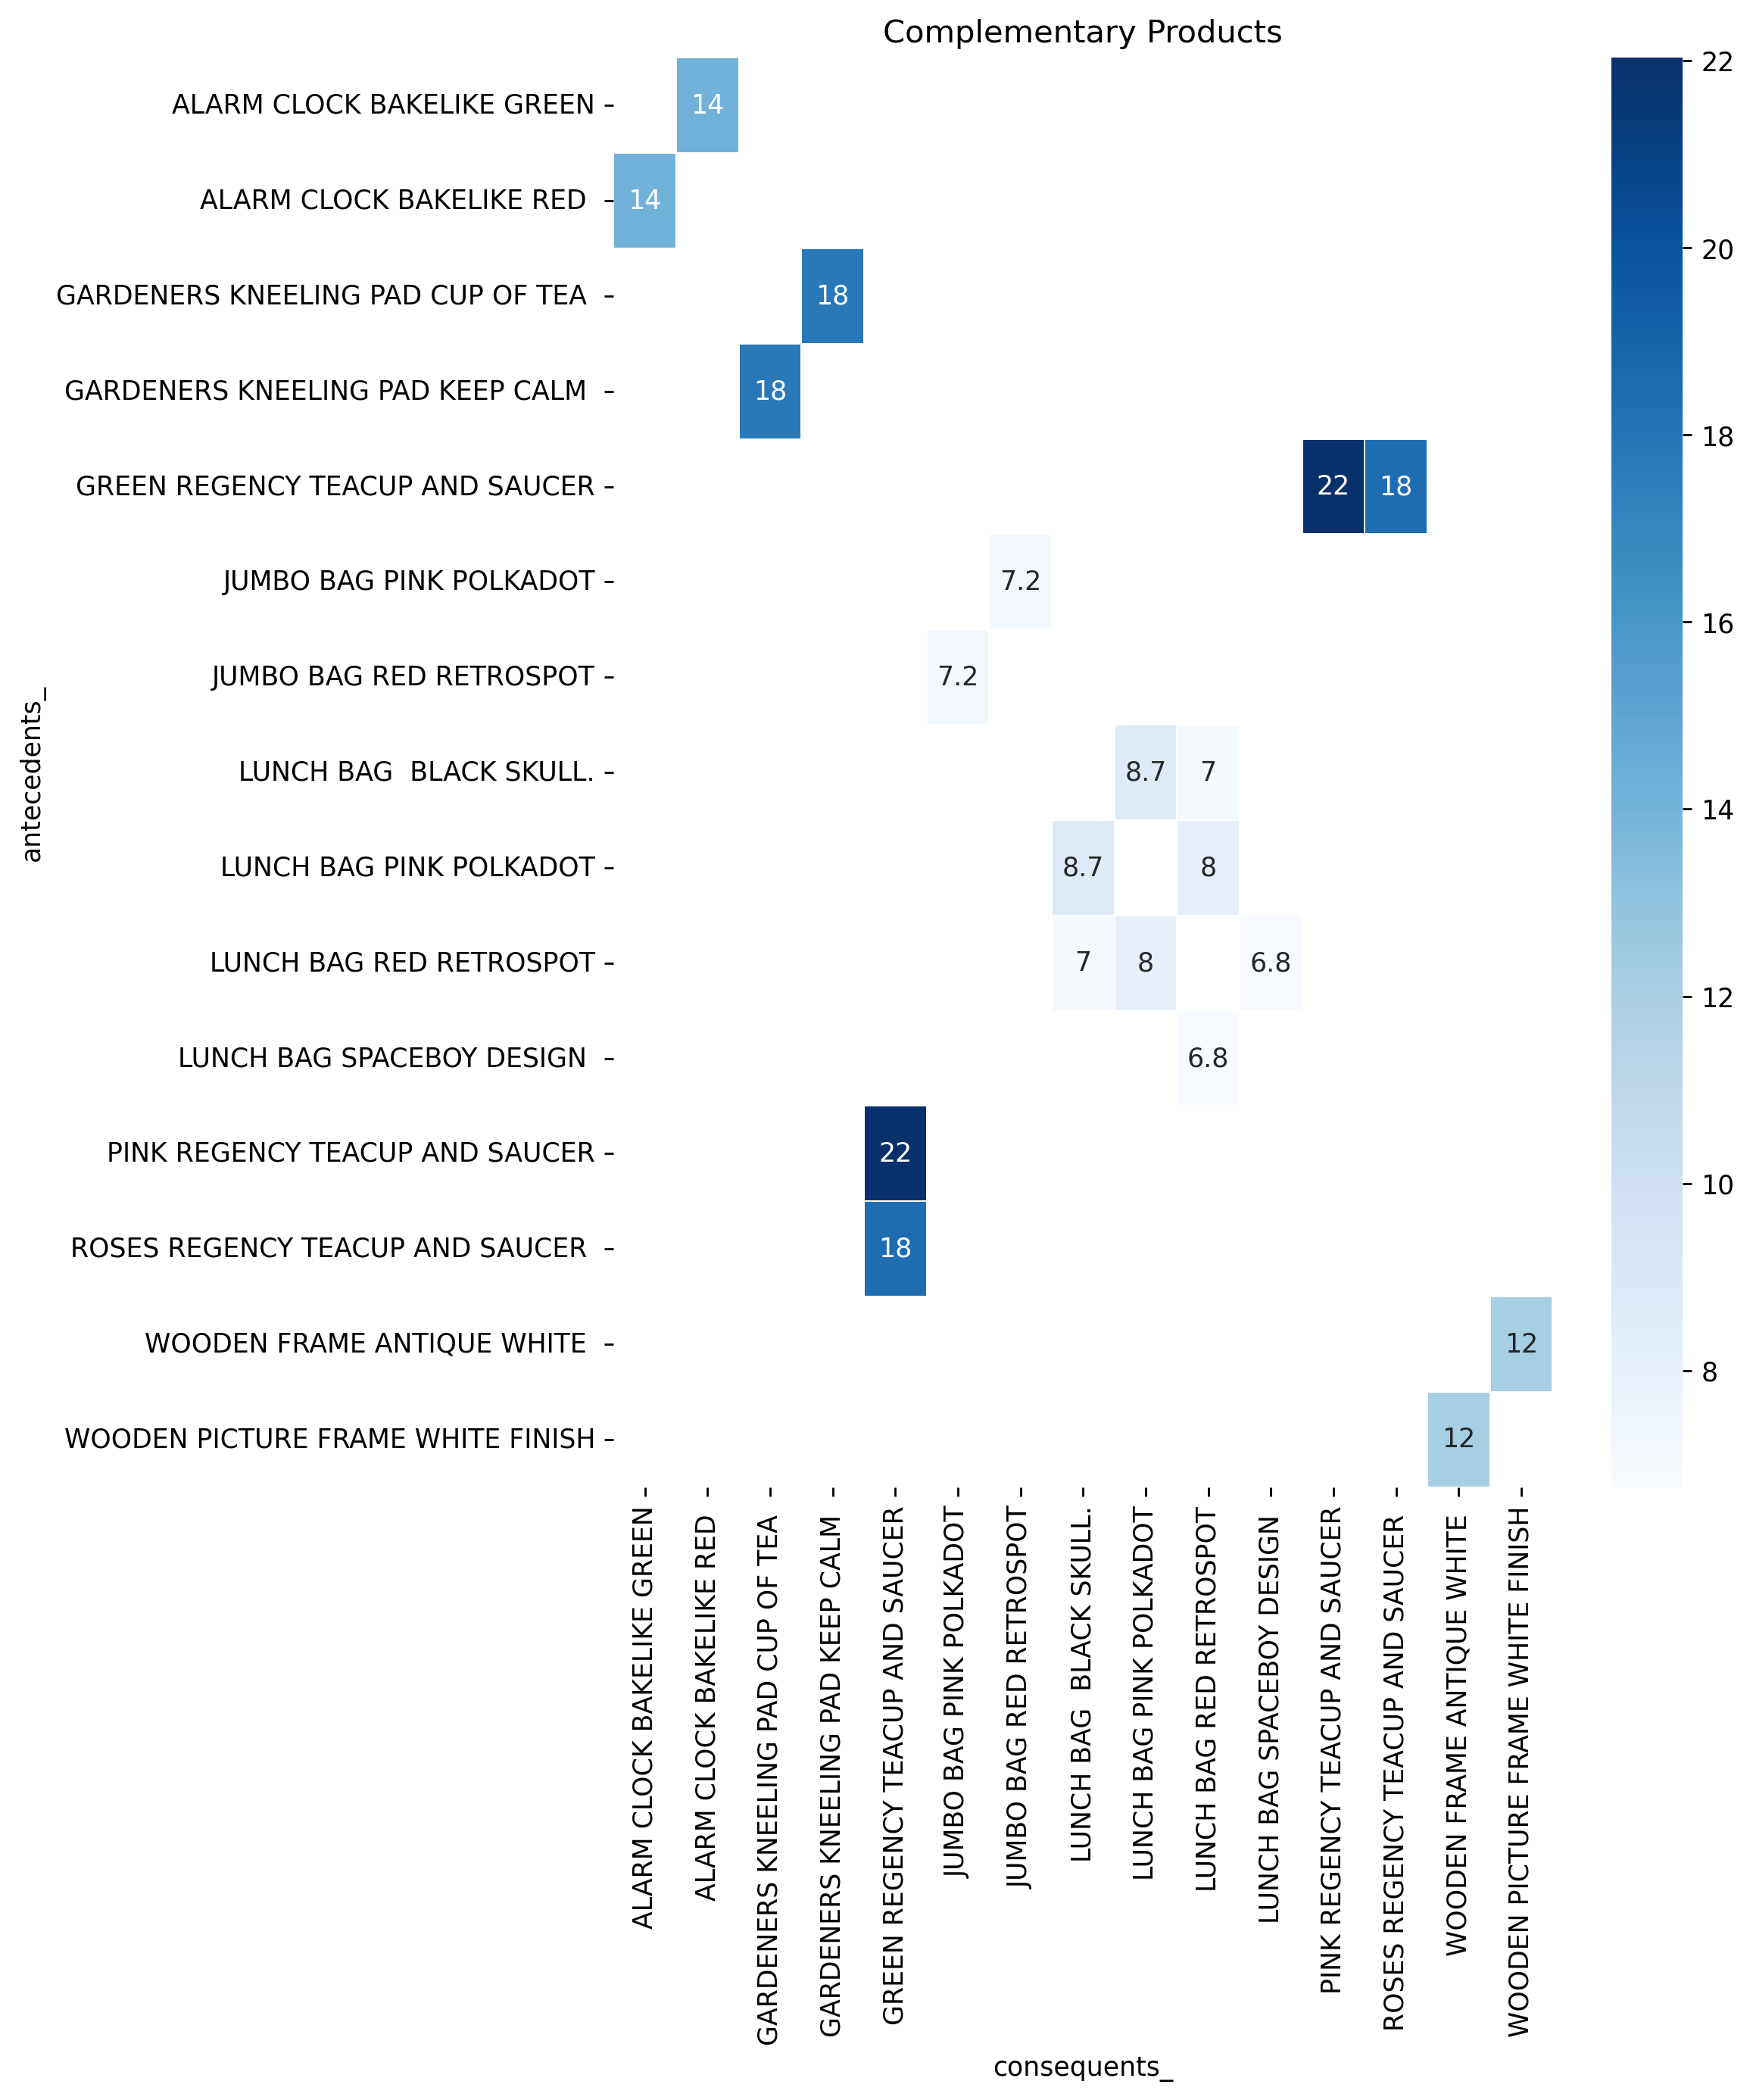 Complementary Products
ALARM CLOCK BAKELIKE GREEN
14
ALARM CLOCK BAKELIKE RED
14
GARDENERS KNEELING PAD CUP OF TEA
18
GARDENERS KNEELING PAD KEEP CALM
18
GREEN REGENCY TEACUP AND SAUCER
22 18
JUMBO BAG PINK POLKADOT
7.2
JUMBO BAG RED RETROSPOT
7.2
LUNCH BAG  BLACK SKULL.
8.7 7
LUNCH BAG PINK POLKADOT
8.7 8
LUNCH BAG RED RETROSPOT
7 8 6.8
LUNCH BAG SPACEBOY DESIGN
6.8
PINK REGENCY TEACUP AND SAUCER
22
ROSES REGENCY TEACUP AND SAUCER
18
WOODEN FRAME ANTIQUE WHITE
12
WOODEN PICTURE FRAME WHITE FINISH
12
antecedents_
ALARM CLOCK BAKELIKE GREEN
ALARM CLOCK BAKELIKE RED
GARDENERS KNEELING PAD CUP OF TEA
GARDENERS KNEELING PAD KEEP CALM
GREEN REGENCY TEACUP AND SAUCER
JUMBO BAG PINK POLKADOT
JUMBO BAG RED RETROSPOT
LUNCH BAG  BLACK SKULL.
LUNCH BAG PINK POLKADOT
LUNCH BAG RED RETROSPOT
LUNCH BAG SPACEBOY DESIGN
PINK REGENCY TEACUP AND SAUCER
ROSES REGENCY TEACUP AND SAUCER
WOODEN FRAME ANTIQUE WHITE
WOODEN PICTURE FRAME WHITE FINISH
consequents_
22
20
18
16
14
12
10
8